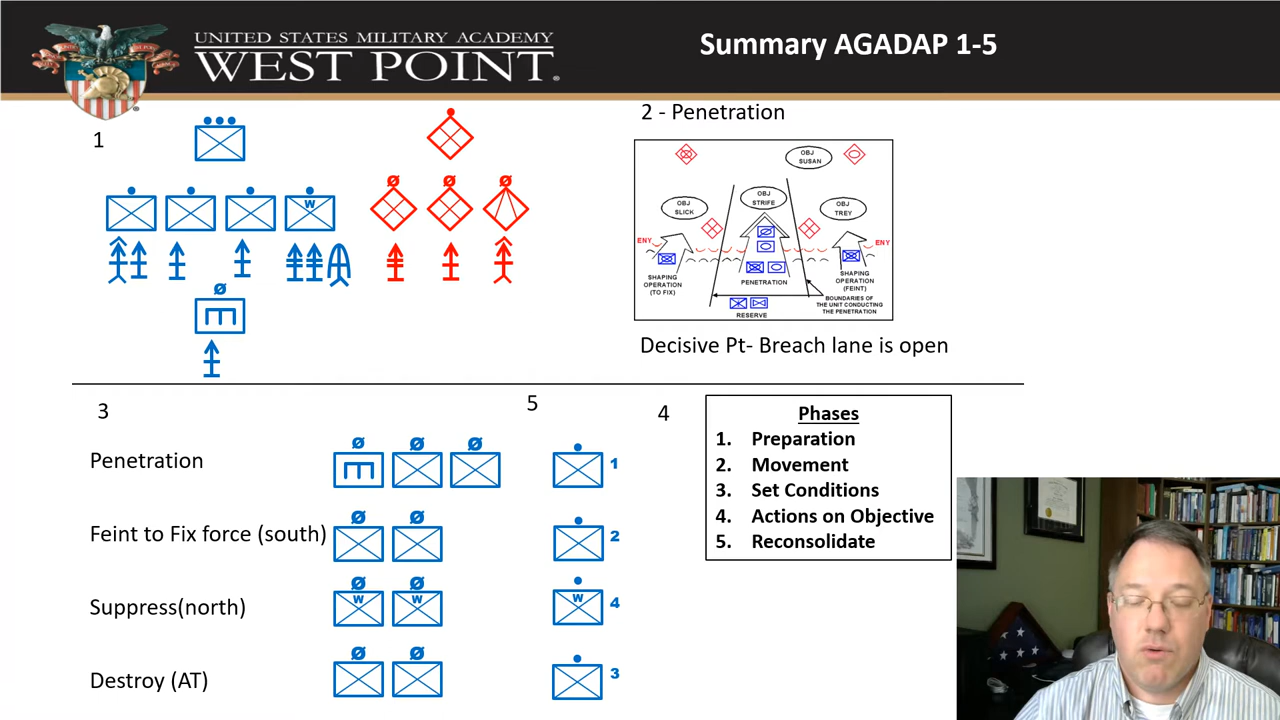 UNITED STATES MILITARY ACADEMY
WEST POINT®
Summary AGADAP 1-5
1
W
2 - Penetration
OBJ
SUSAN
OBJ
SLICK
OBJ
STRIFE
OBJ
TREY
ENY
ENY
SHAPING
OPERATION
(TO FIX)
PENETRATION
SHAPING
OPERATION
(FEINT)
BOUNDARIES OF
THE UNIT CONDUCTING
THE PENETRATION
RESERVE
Decisive Pt- Breach lane is open
3
5
4
Penetration
1
Feint to Fix force (south)
2
Suppress(north)
W
W
W
4
Destroy (AT)
3
Phases
1. Preparation
2. Movement
3. Set Conditions
4. Actions on Objective
5. Reconsolidate